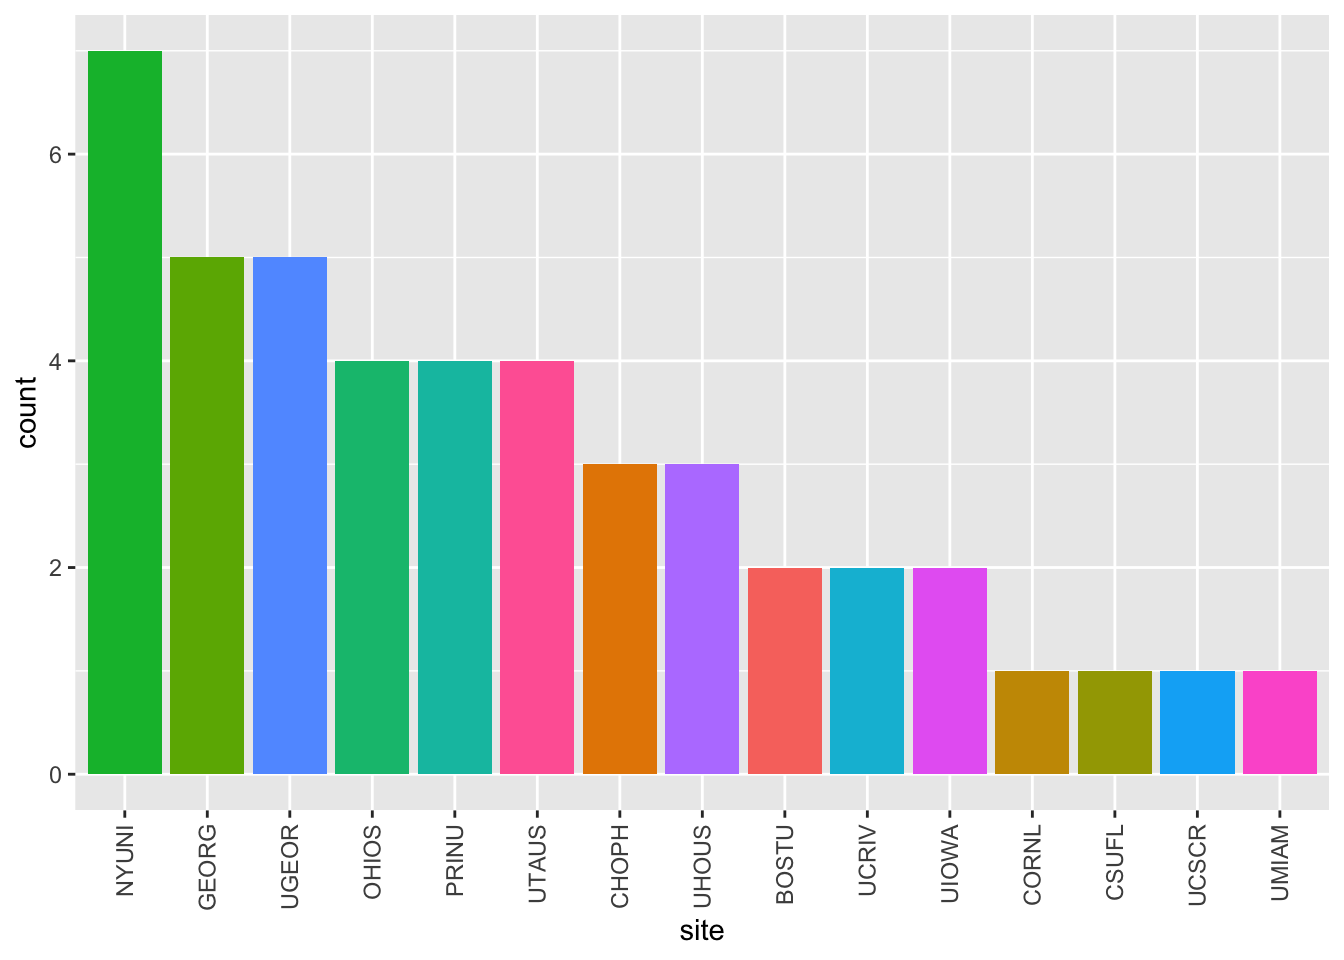 count
6
4
2
0
NYUNI
GEORG
UGEOR
OHIOS
PRINU
UTAUS
CHOPH
UHOUS
BOSTU
UCRIV
UIOWA
CORNL
CSUFL
UCSCR
UMIAM
site